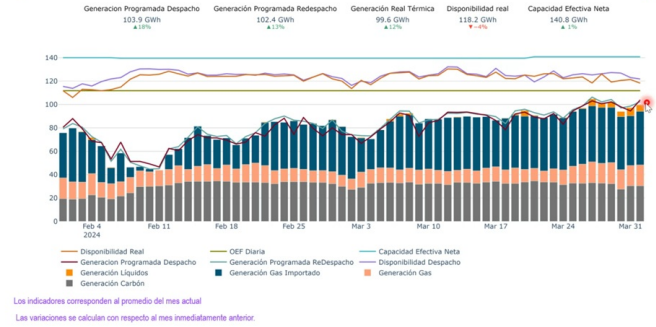 Generacion Programada Despacho
103.9 GWh
▲18%
Generación Programada Redespacho
102.4 GWh
▲13%
Generación Real Térmica
99.6 GWh
▲12%
Disponibilidad real
118.2 GWh
▼−4%
Capacidad Efectiva Neta
140.8 GWh
▲ 1%
140
120
100
80
60
40
20
0
Feb 4
2024
Feb 11
Feb 18
Feb 25
Mar 3
Mar 10
Mar 17
Mar 24
Mar 31
Disponibilidad Real
OEF Diaria
Capacidad Efectiva Neta
Generación Programada Despacho
Generación Programada ReDespacho
Disponibilidad Despacho
Generación Líquidos
Generación Gas Importado
Generación Gas
Generación Carbón
Los indicadores corresponden al promedio del mes actual
Las variaciones se calculan con respecto al mes inmediatamente anterior.